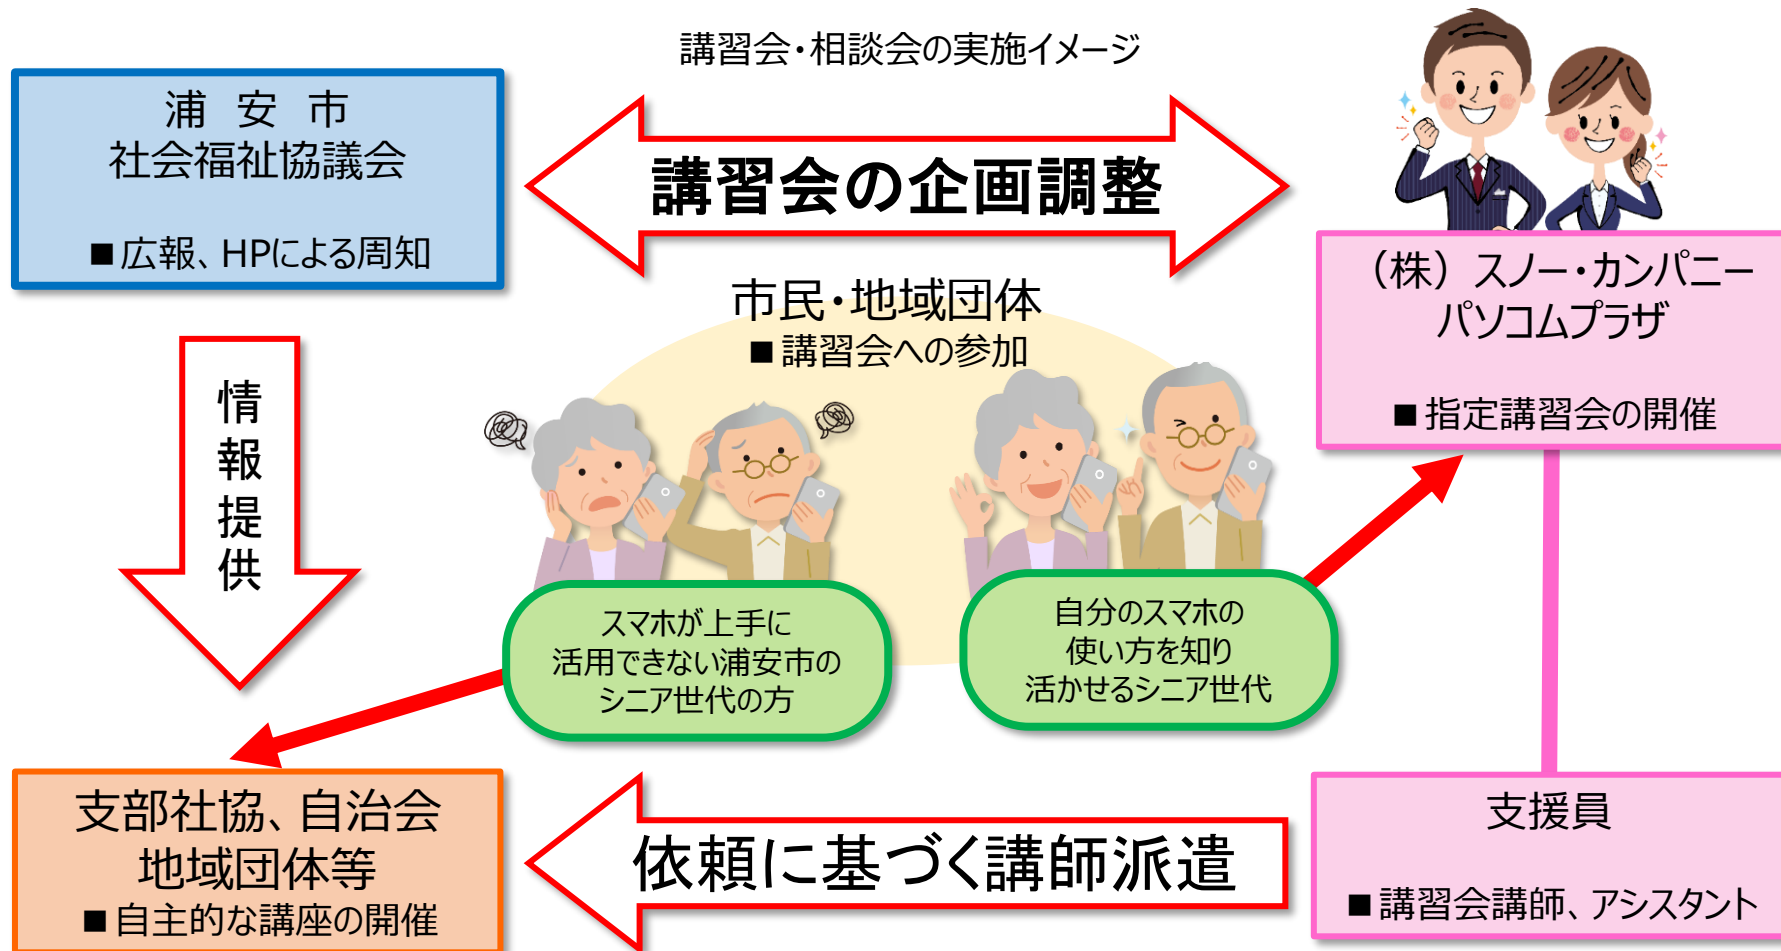 講習会・相談会の実施イメージ
浦 安 市
社会福祉協議会
■広報、HPによる周知
講習会の企画調整
（株）スノー・カンパニー
パソコムプラザ
■指定講習会の開催
市民・地域団体
■講習会への参加
情報提供
スマホが上手に
活用できない浦安市の
シニア世代の方
自分のスマホの
使い方を知り
活かせるシニア世代
支部社協、自治会
地域団体等
■自主的な講座の開催
依頼に基づく講師派遣
支援員
■講習会講師、アシスタント